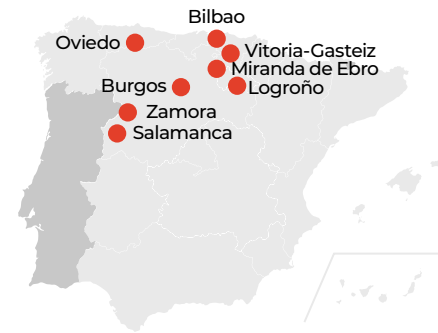 Bilbao
Oviedo
Vitoria-Gasteiz
Miranda de Ebro
Burgos
Logroño
Zamora
Salamanca